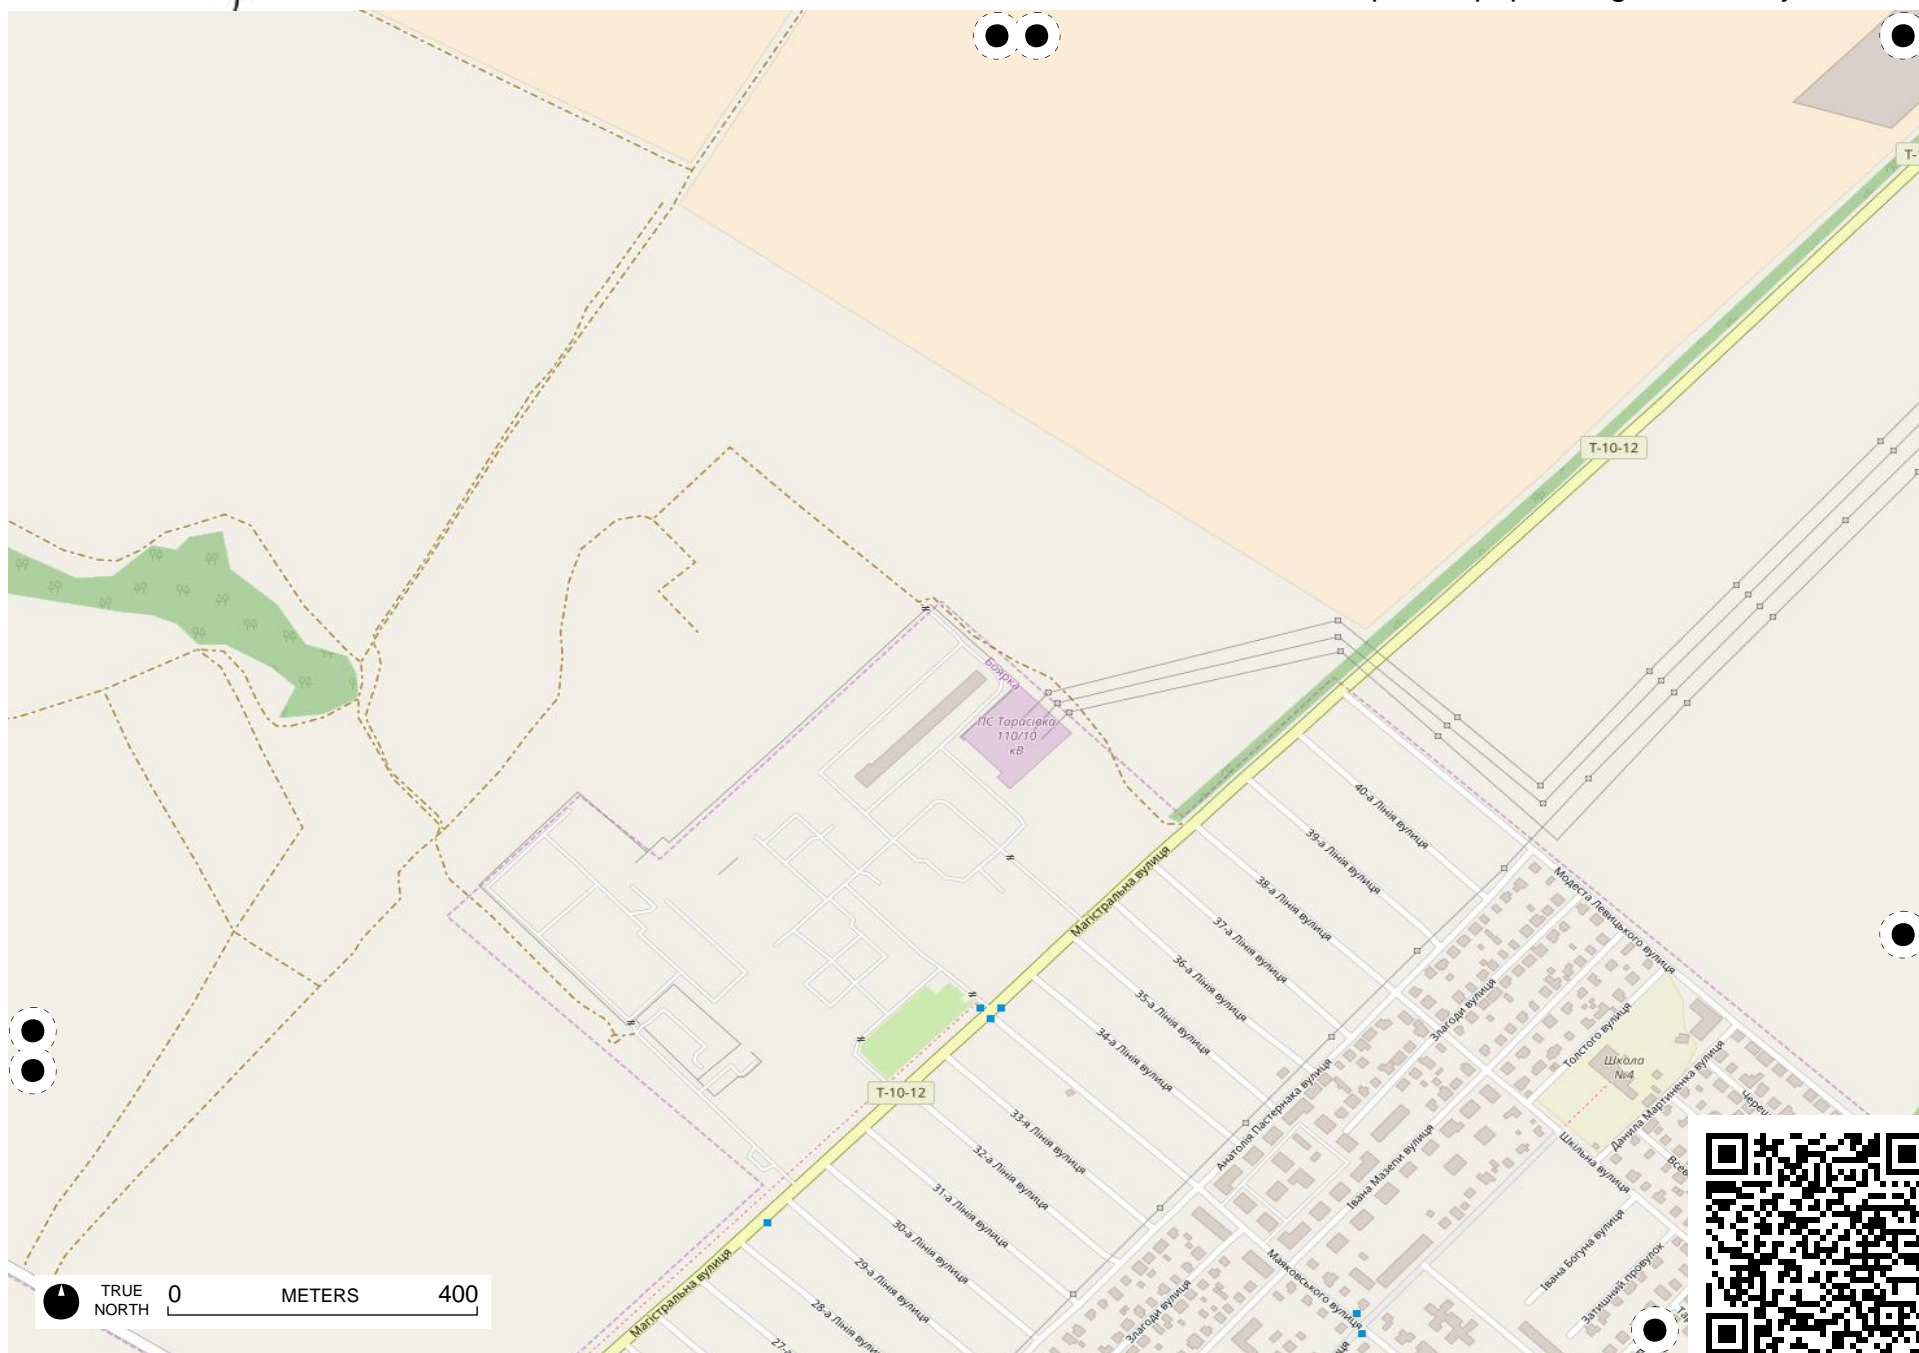 Т-10-12
Боярка
ПС Тарасівка
110/10
кВ
40-а Лінія вулиця
39-а Лінія вулиця
38-а Лінія вулиця
37-а Лінія вулиця
36-а Лінія вулиця
35-а Лінія вулиця
34-а Лінія вулиця
33-я Лінія вулиця
32-а Лінія вулиця
31-а Лінія вулиця
30-а Лінія вулиця
29-а Лінія вулиця
28-а Лінія вулиця
27-а
Магістральна вулиця
Модеста Левицького вулиця
Злагоди вулиця
Толстого вулиця
Школа
№4
Данила Мартиненка вулиця
Т-10-12
Анатолія Пастернака вулиця
Івана Мазепи вулиця
Шкільна вулиця
Івана Богуна вулиця
Затишний провулок
Маяковського вулиця
Злагоди вулиця
Магістральна вулиця
TRUE
NORTH
0 METERS 400